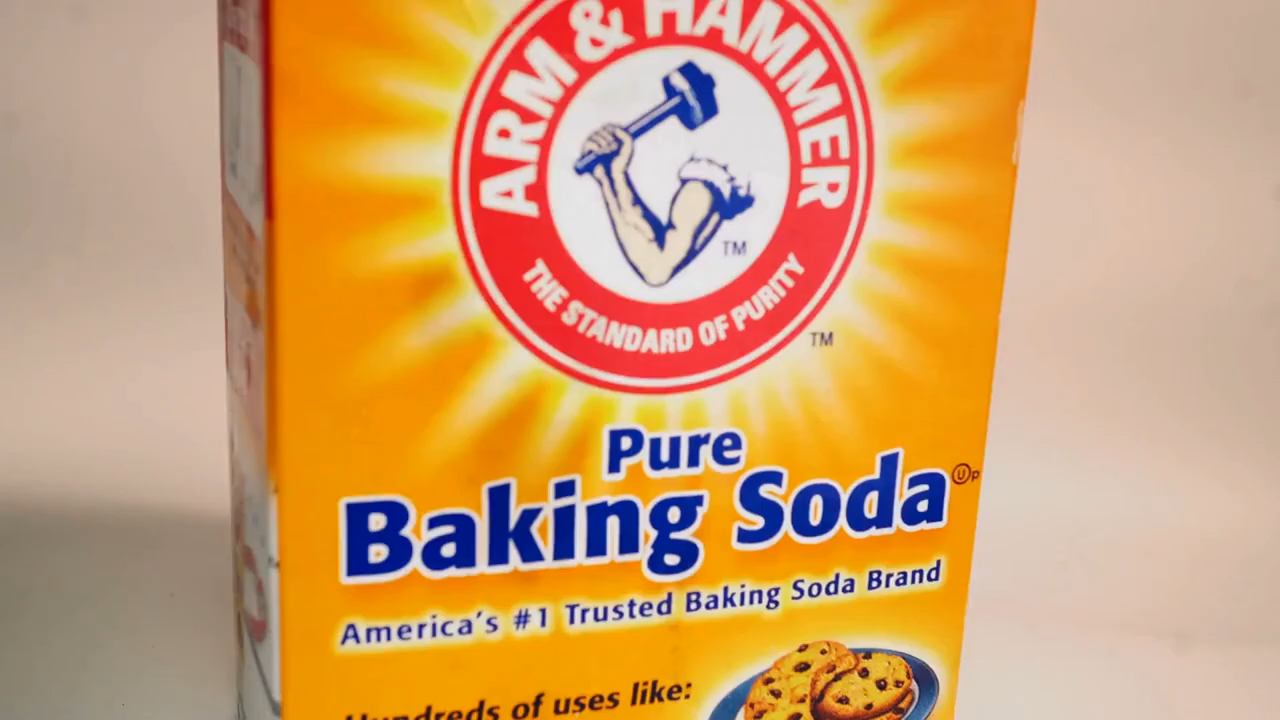 ARM & HAMMER
TM
THE STANDARD OF PURITY
TM
Pure
Baking Soda
U P
America's #1 Trusted Baking Soda Brand
Hundreds of uses like: